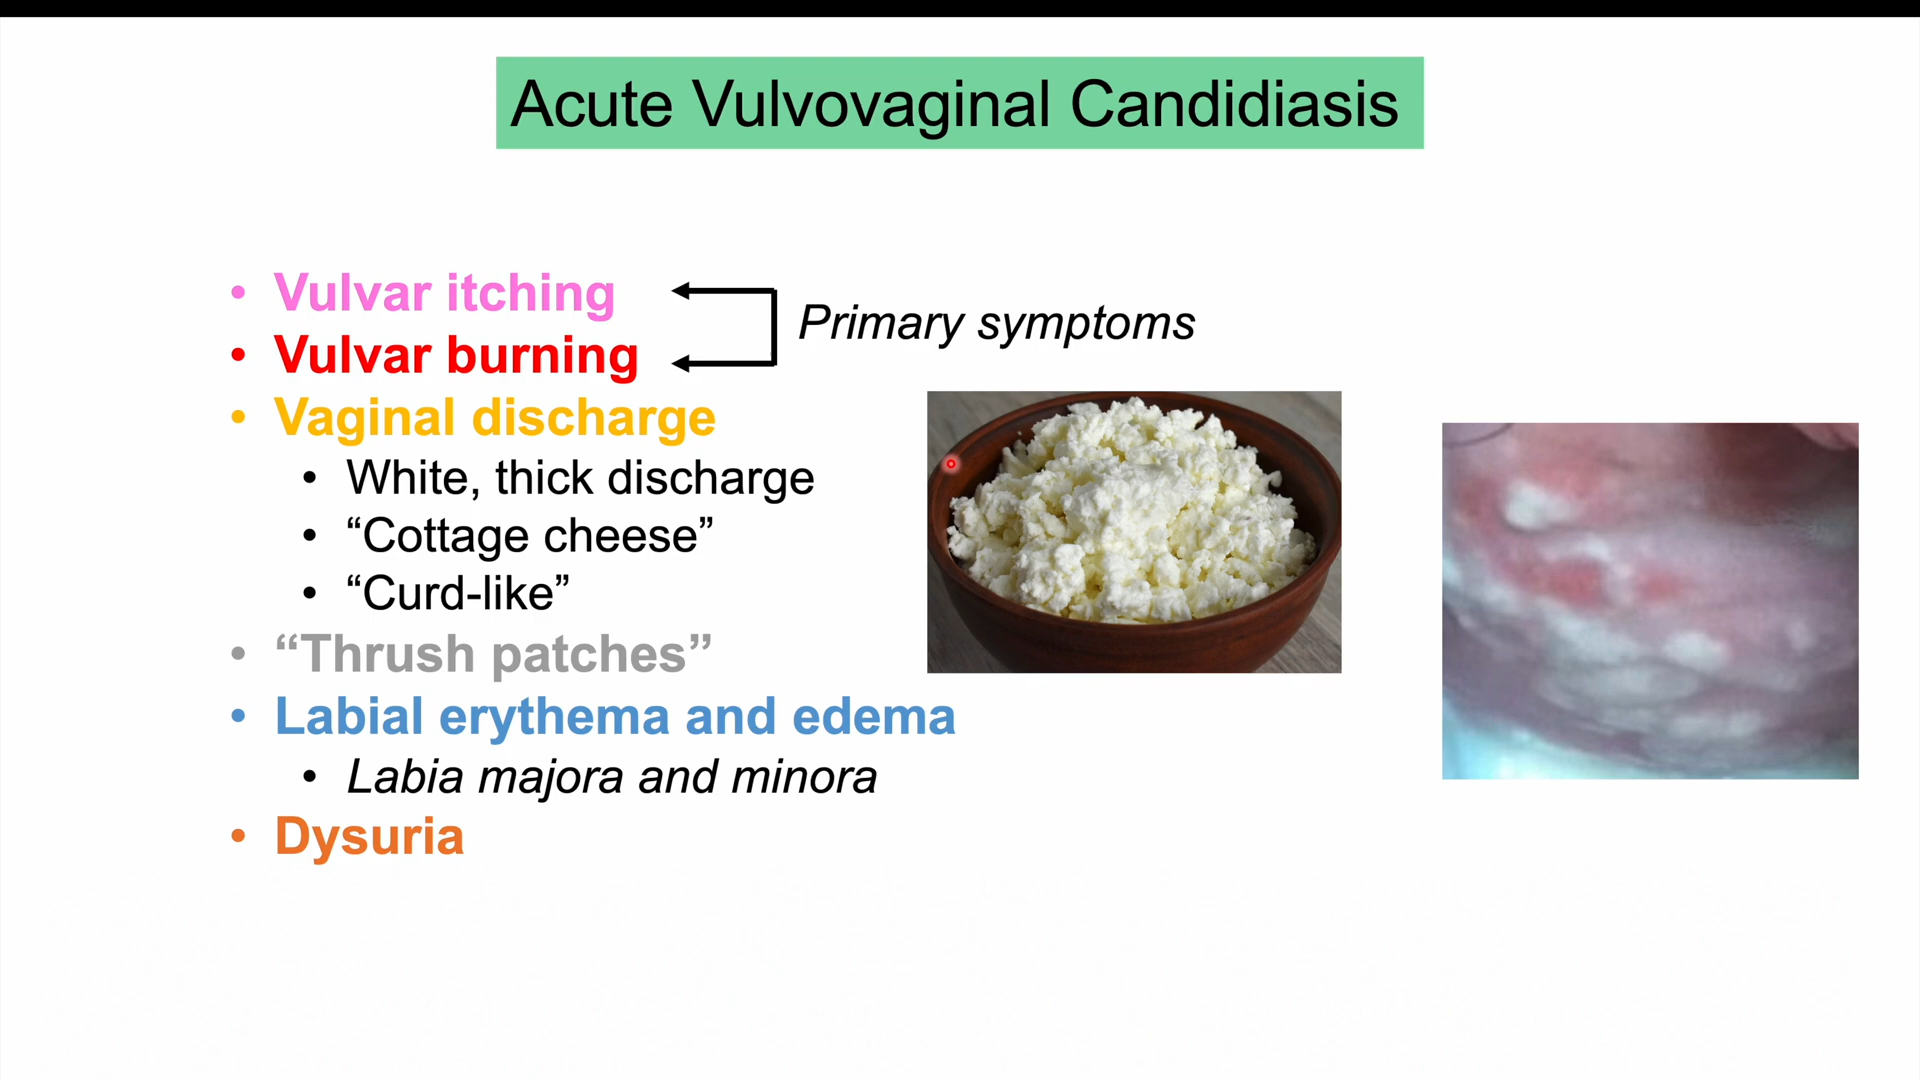 Acute Vulvovaginal Candidiasis
• Vulvar itching
• Vulvar burning
Primary symptoms
• Vaginal discharge
• White, thick discharge
• “Cottage cheese”
• “Curd-like”
• “Thrush patches”
• Labial erythema and edema
• Labia majora and minora
• Dysuria